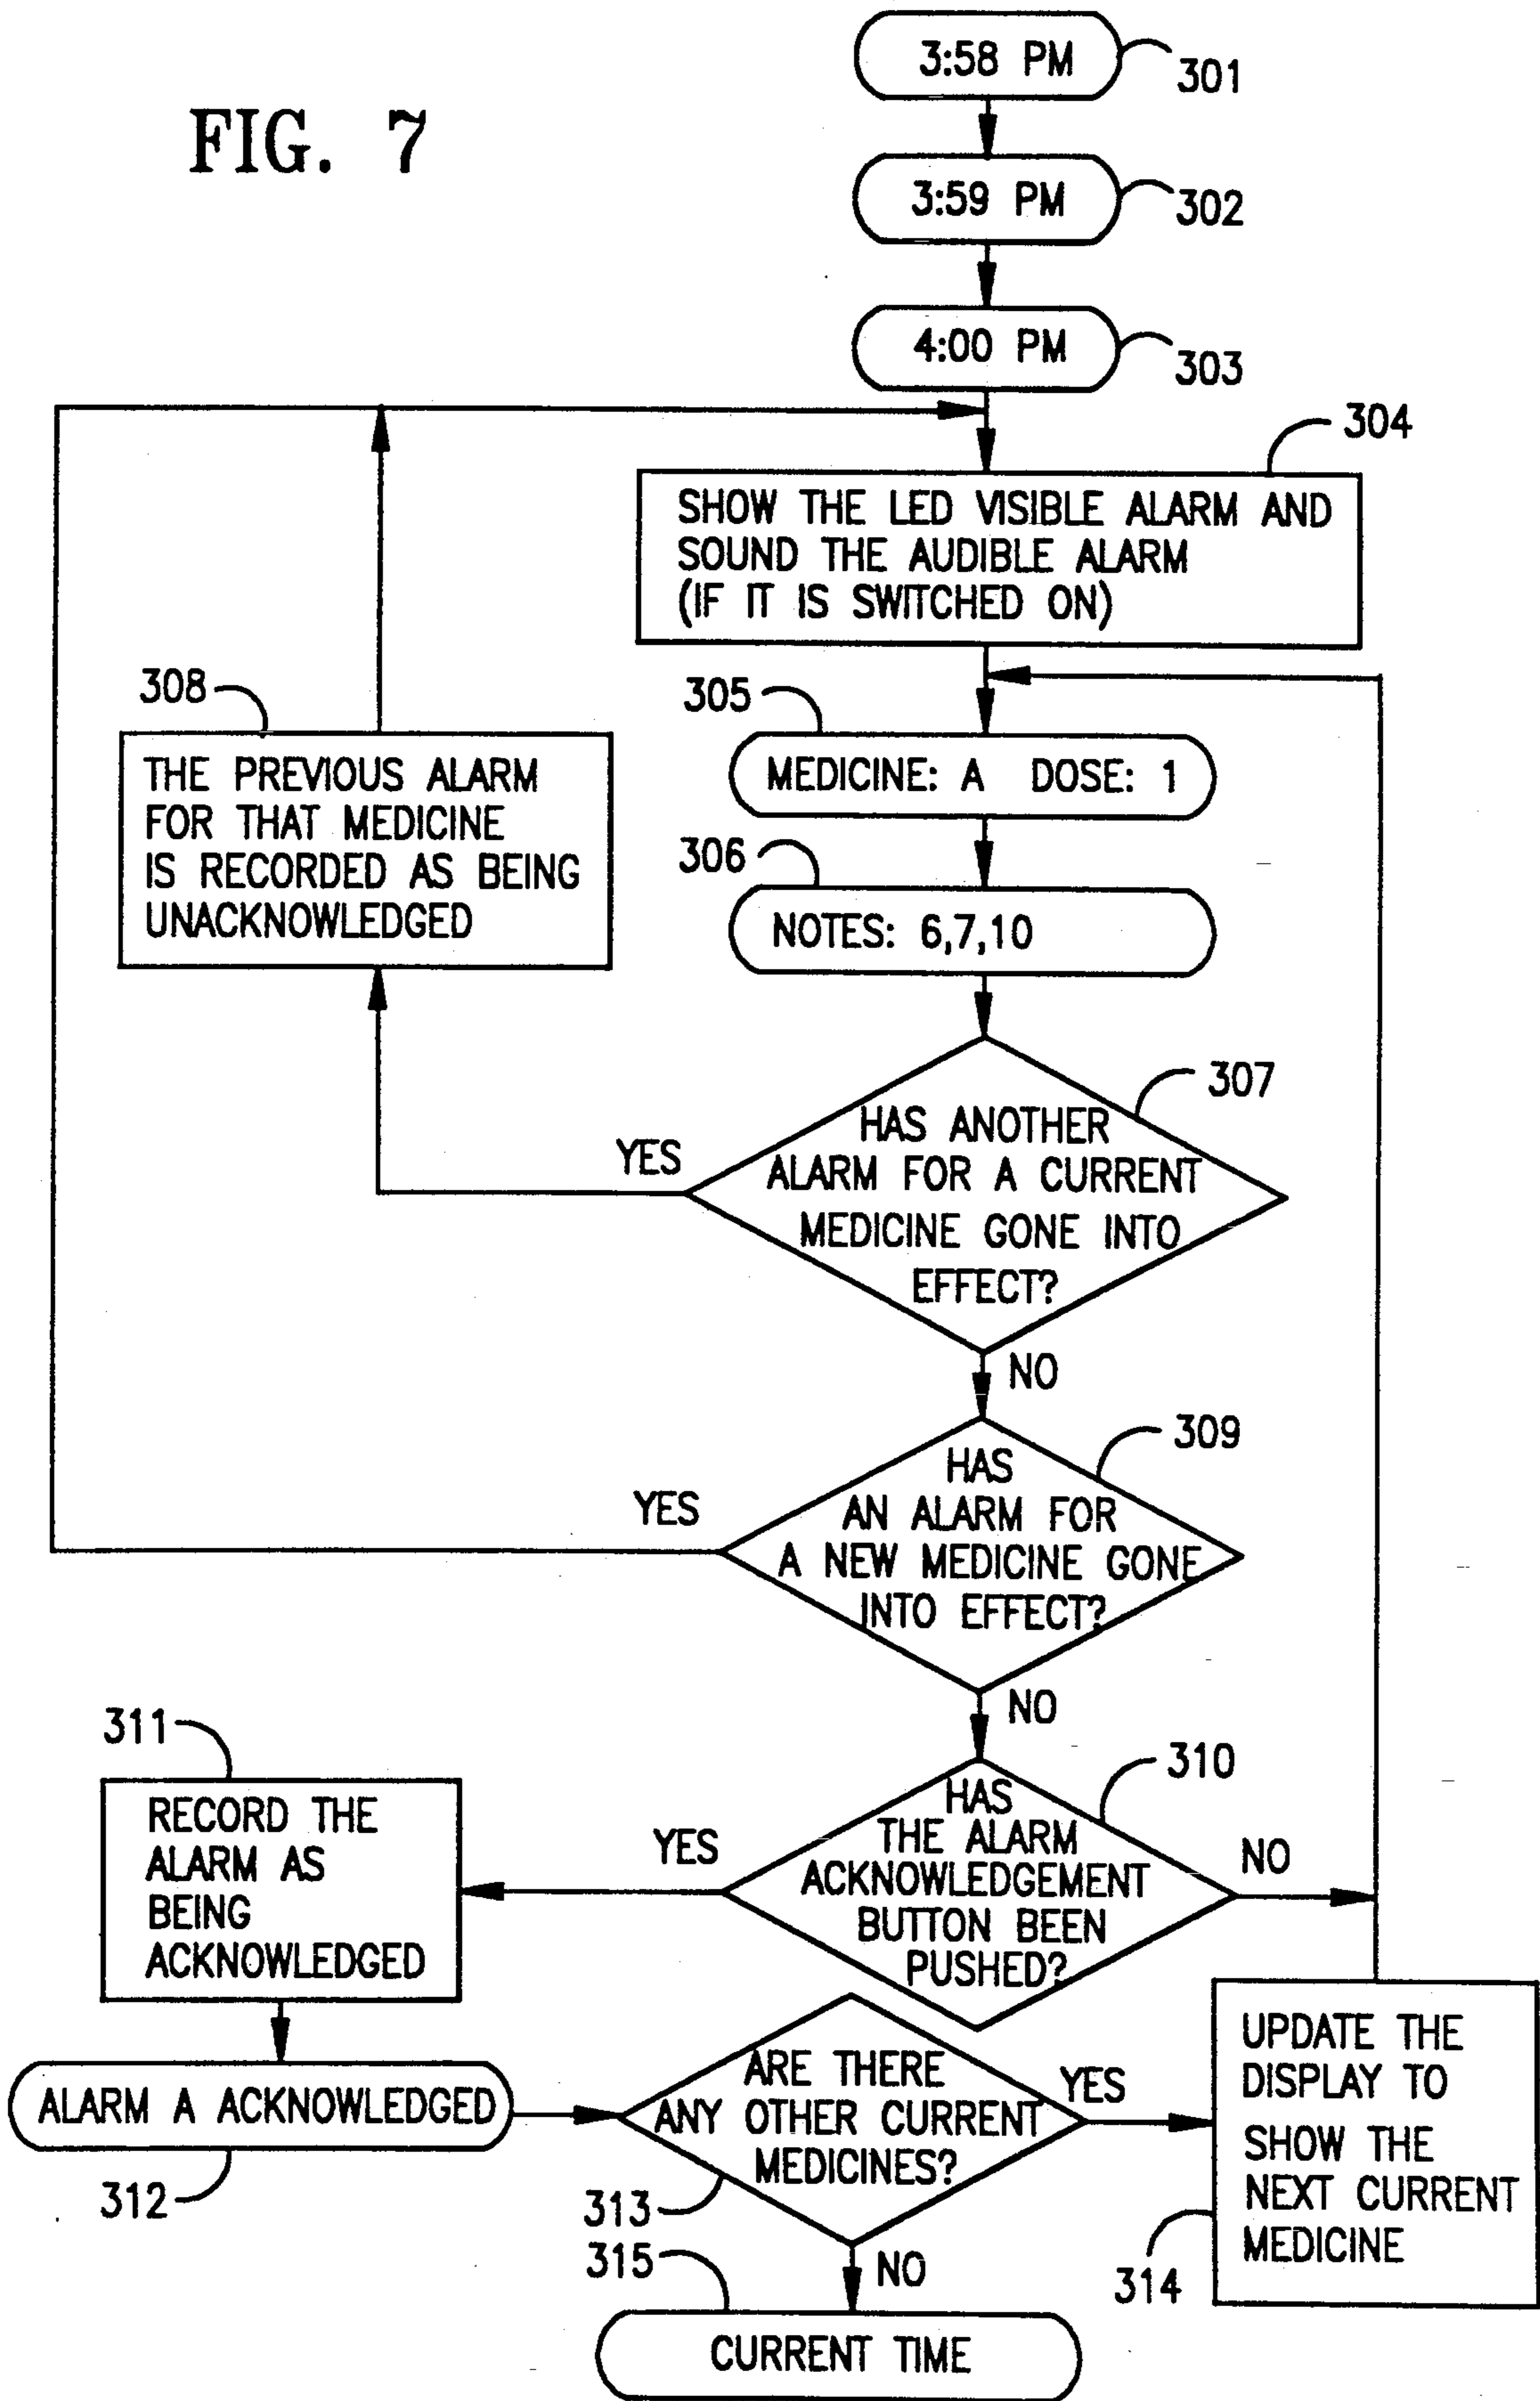 FIG. 7
3:58 PM
301
3:59 PM
302
4:00 PM
303
304
SHOW THE LED VISIBLE ALARM AND
SOUND THE AUDIBLE ALARM
(IF IT IS SWITCHED ON)
308
THE PREVIOUS ALARM
FOR THAT MEDICINE
IS RECORDED AS BEING
UNACKNOWLEDGED
305
MEDICINE: A DOSE: 1
306
NOTES: 6,7,10
307
HAS ANOTHER
ALARM FOR A CURRENT
MEDICINE GONE INTO
EFFECT?
YES
NO
309
HAS
AN ALARM FOR
A NEW MEDICINE GONE
INTO EFFECT?
YES
NO
310
HAS
THE ALARM
ACKNOWLEDGEMENT
BUTTON BEEN
PUSHED?
YES
NO
311
RECORD THE
ALARM AS
BEING
ACKNOWLEDGED
ALARM A ACKNOWLEDGED
312
ARE THERE
ANY OTHER CURRENT
MEDICINES?
YES
313
NO
UPDATE THE
DISPLAY TO
SHOW THE
NEXT CURRENT
MEDICINE
314
315
CURRENT TIME